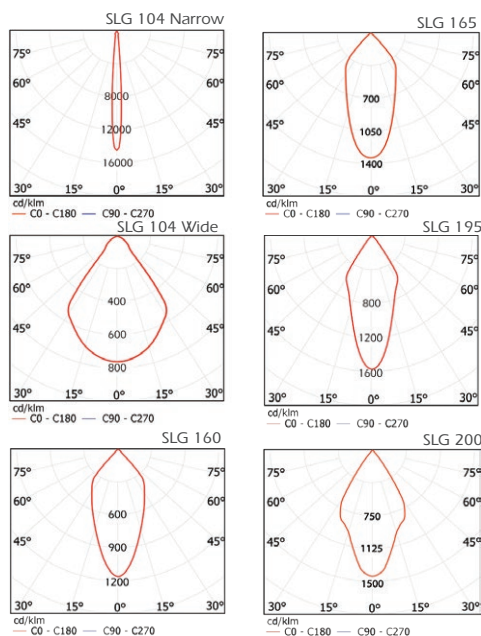 SLG 104 Narrow
75° 75°
60° 60°
8000
45° 45°
12000
16000
30° 15° 0° 15° 30°
cd/klm
C0 - C180 C90 - C270
SLG 165
75° 75°
60° 60°
700
45° 45°
1050
1400
30° 15° 0° 15° 30°
cd/klm
C0 - C180 C90 - C270
SLG 104 Wide
75° 75°
60° 60°
400
45° 45°
600
800
30° 15° 0° 15° 30°
cd/klm
C0 - C180 C90 - C270
SLG 195
75° 75°
60° 60°
800
45° 45°
1200
1600
30° 15° 0° 15° 30°
cd/klm
C0 - C180 C90 - C270
SLG 160
75° 75°
60° 60°
600
45° 45°
900
1200
30° 15° 0° 15° 30°
cd/klm
C0 - C180 C90 - C270
SLG 200
75° 75°
60° 60°
750
45° 45°
1125
1500
30° 15° 0° 15° 30°
cd/klm
C0 - C180 C90 - C270